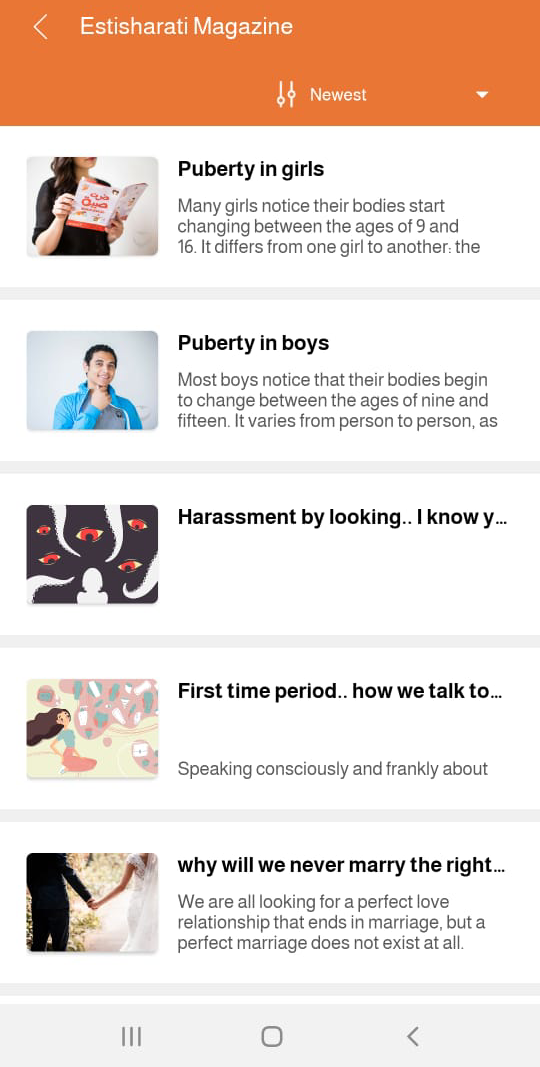 Estisharati Magazine
Newest
Puberty in girls
Many girls notice their bodies start
changing between the ages of 9 and
16. It differs from one girl to another: the
Puberty in boys
Most boys notice that their bodies begin
to change between the ages of nine and
fifteen. It varies from person to person, as
Harassment by looking.. I know y...
First time period.. how we talk to...
Speaking consciously and frankly about
why will we never marry the right...
We are all looking for a perfect love
relationship that ends in marriage, but a
perfect marriage does not exist at all.